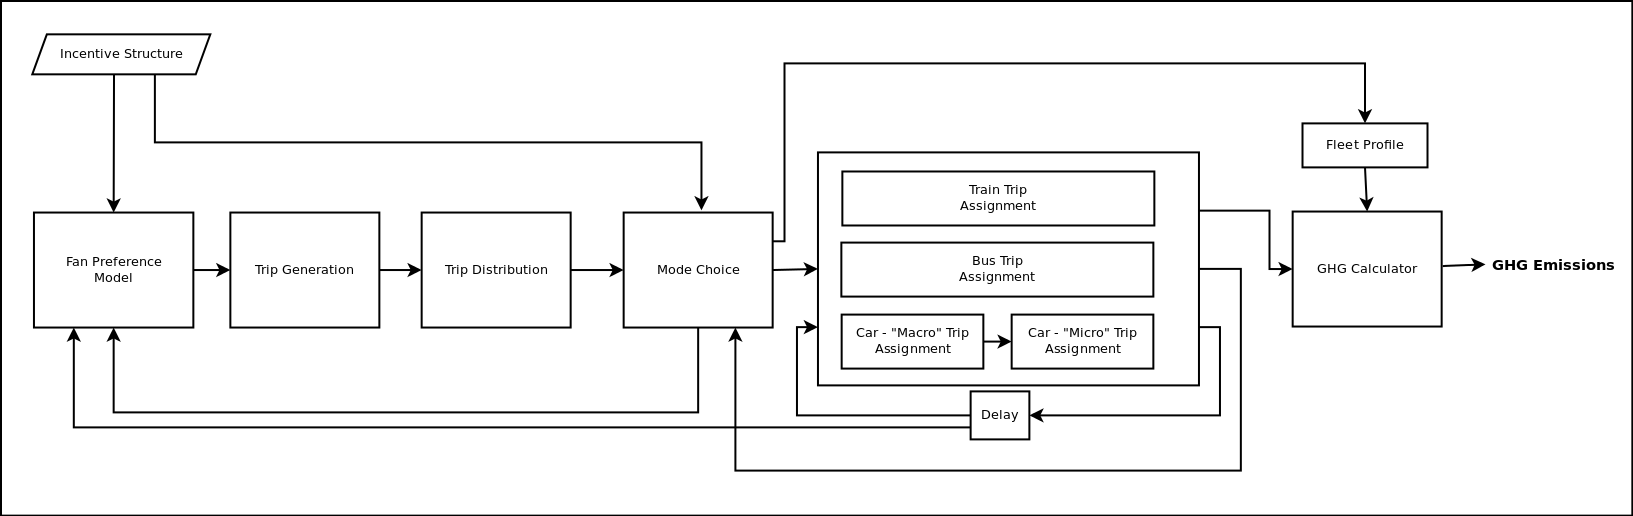 Incentive Structure
Fleet Profile
Train Trip
Assignment
Fan Preference
Model
Trip Generation
Trip Distribution
Mode Choice
Bus Trip
Assignment
GHG Calculator
GHG Emissions
Car - "Macro" Trip
Assignment
Car - "Micro" Trip
Assignment
Delay